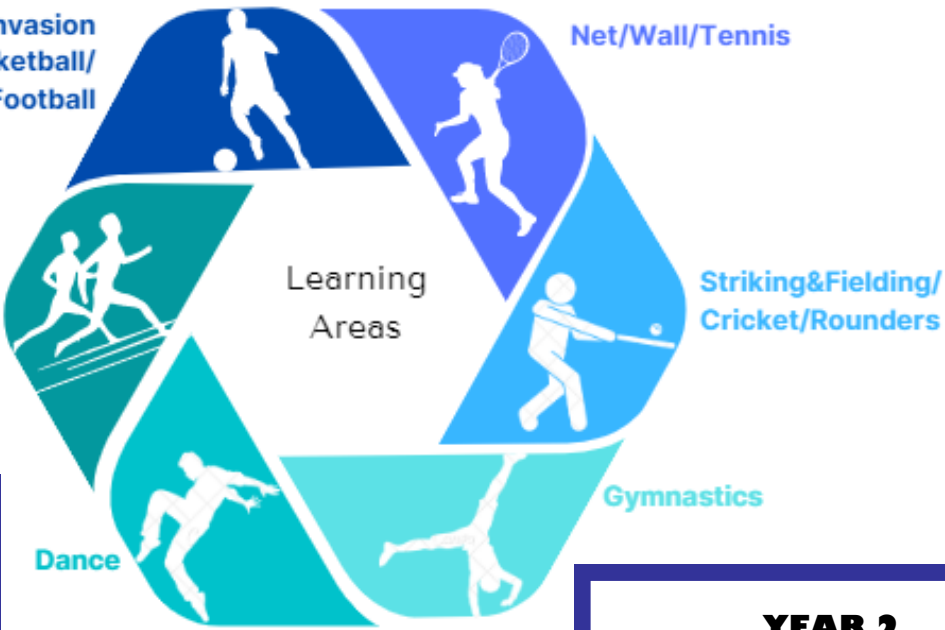 nvasion
ketball/
Football
Net/Wall/Tennis
Learning
Areas
Striking&Fielding/
Cricket/Rounders
Gymnastics
Dance
YEAR 2